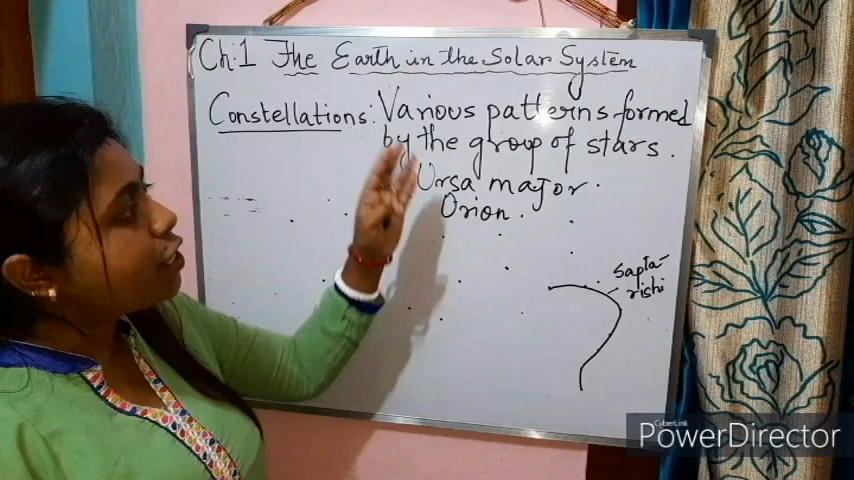 Ch:1 The Earth in the Solar System
Constellations: Various patterns formed
by the group of stars.
Ursa major.
Orion.
Sapta-
rishi
CyberLink
PowerDirector